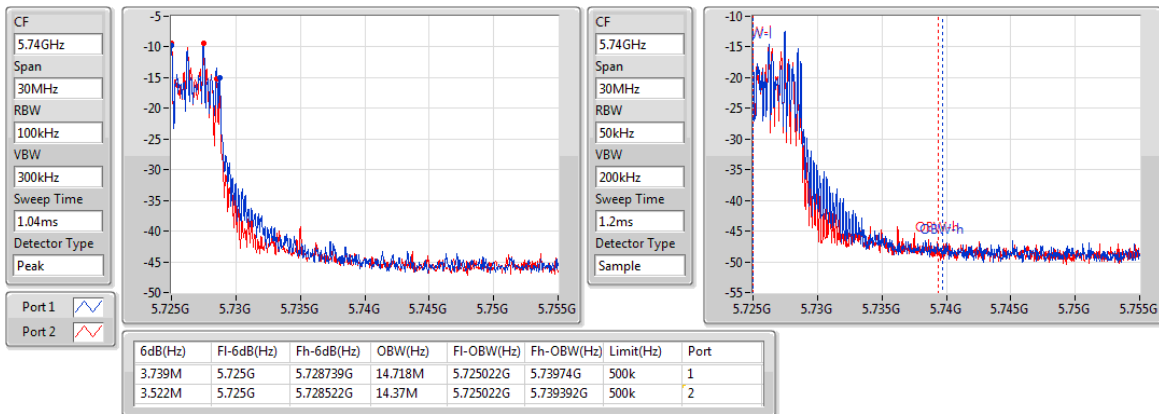 CF
5.74GHz
Span
30MHz
RBW
100kHz
VBW
300kHz
Sweep Time
1.04ms
Detector Type
Peak
Port 1
Port 2
-5
-10
-15
-20
-25
-30
-35
-40
-45
-50
5.725G 5.73G 5.735G 5.74G 5.745G 5.75G 5.755G
CF
5.74GHz
Span
30MHz
RBW
50kHz
VBW
200kHz
Sweep Time
1.2ms
Detector Type
Sample
-10
-15
-20
-25
-30
-35
-40
-45
-50
-55
W-l
OBW-h
5.725G 5.73G 5.735G 5.74G 5.745G 5.75G 5.755G
6dB(Hz) Fl-6dB(Hz) Fh-6dB(Hz) OBW(Hz) Fl-OBW(Hz) Fh-OBW(Hz) Limit(Hz) Port
3.739M 5.725G 5.728739G 14.718M 5.725022G 5.73974G 500k 1
3.522M 5.725G 5.728522G 14.37M 5.725022G 5.739392G 500k 2